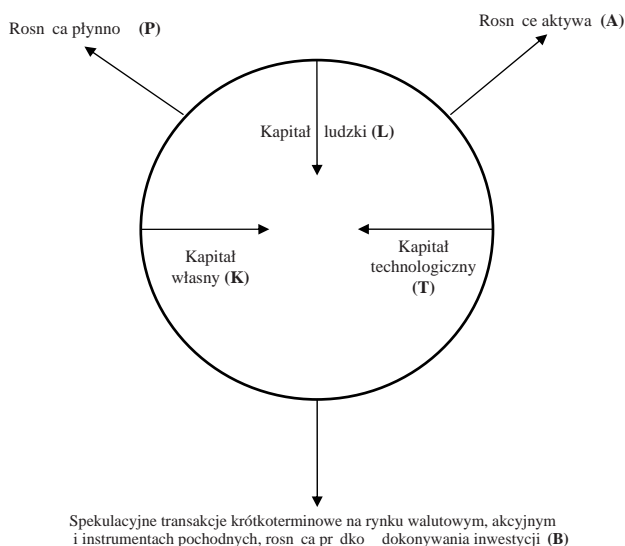 Rosn ca płynno (P)
Rosn ce aktywa (A)
Kapitał ludzki (L)
Kapitał
własny (K)
Kapitał
technologiczny
(T)
Spekulacyjne transakcje krótkoterminowe na rynku walutowym, akcyjnym
i instrumentach pochodnych, rosn ca pr dko dokonywania inwestycji (B)